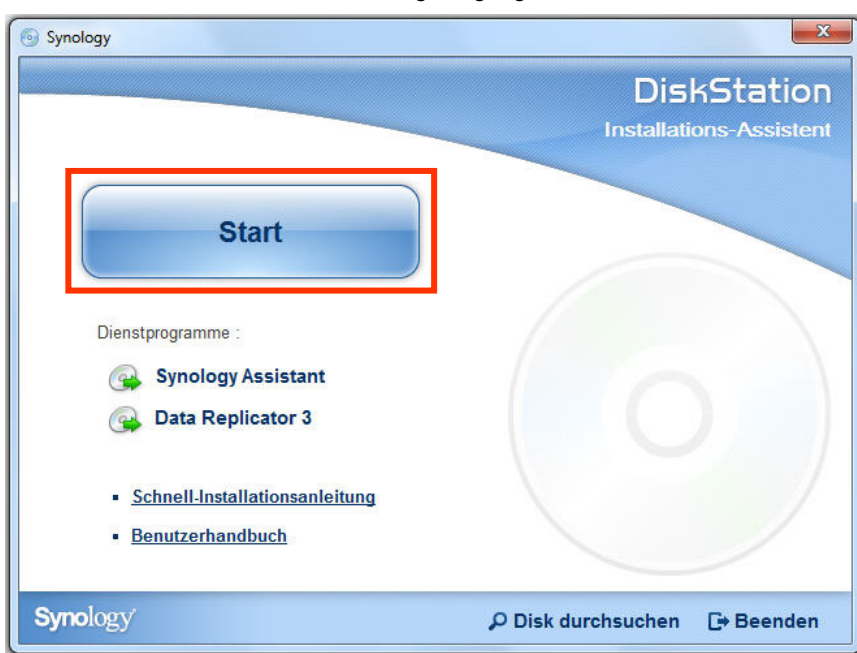 Synology
DiskStation
Installations-Assistent
Start
Dienstprogramme :
Synology Assistant
Data Replicator 3
Schnell-Installationsanleitung
Benutzerhandbuch
Synology
Disk durchsuchen Beenden